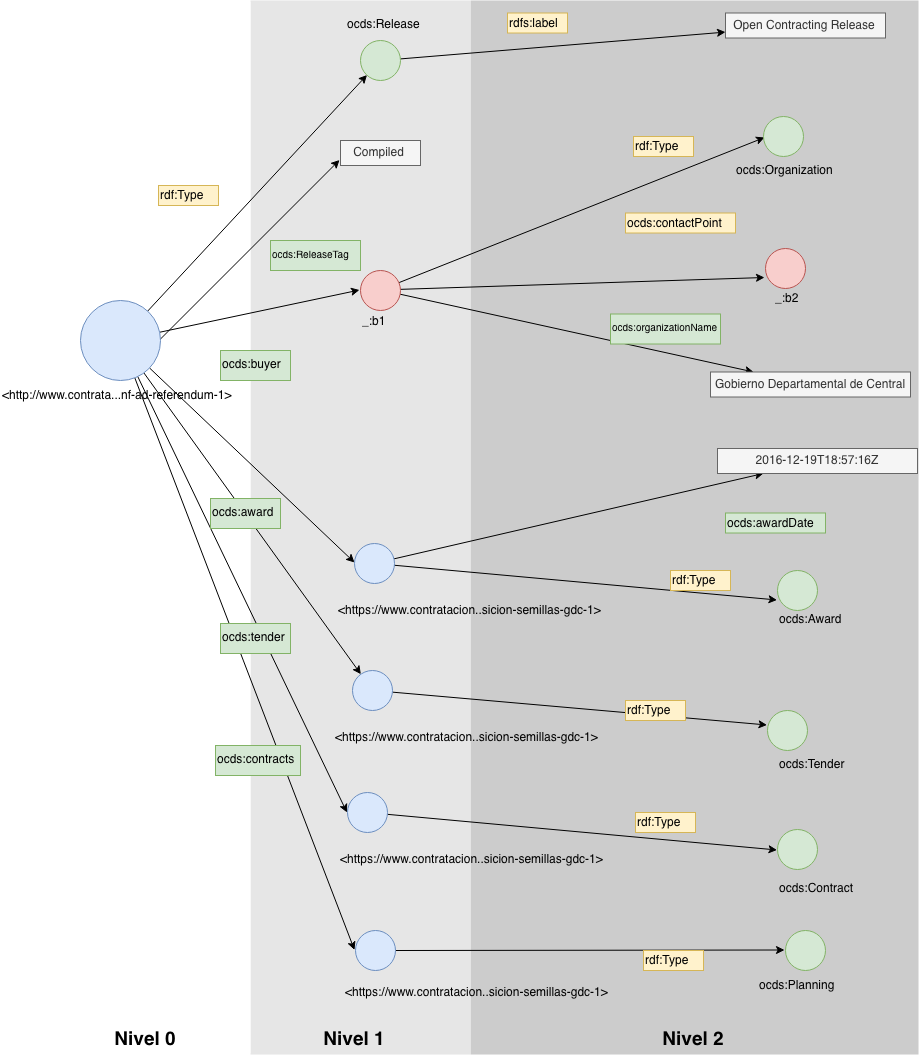 ocds:Release
rdfs:label
Open Contracting Release
Compiled
rdf:Type
ocds:Organization
rdf:Type
ocds:contactPoint
ocds:ReleaseTag
_:b1
_:b2
ocds:organizationName
ocds:buyer
Gobierno Departamental de Central
<http://www.contrata...nf-ad-referendum-1>
2016-12-19T18:57:16Z
ocds:award
ocds:awardDate
rdf:Type
<https://www.contratacion..sicion-semillas-gdc-1>
ocds:Award
ocds:tender
rdf:Type
<https://www.contratacion..sicion-semillas-gdc-1>
ocds:contracts
ocds:Tender
rdf:Type
<https://www.contratacion..sicion-semillas-gdc-1>
ocds:Contract
rdf:Type
<https://www.contratacion..sicion-semillas-gdc-1>
ocds:Planning
Nivel 0
Nivel 1
Nivel 2